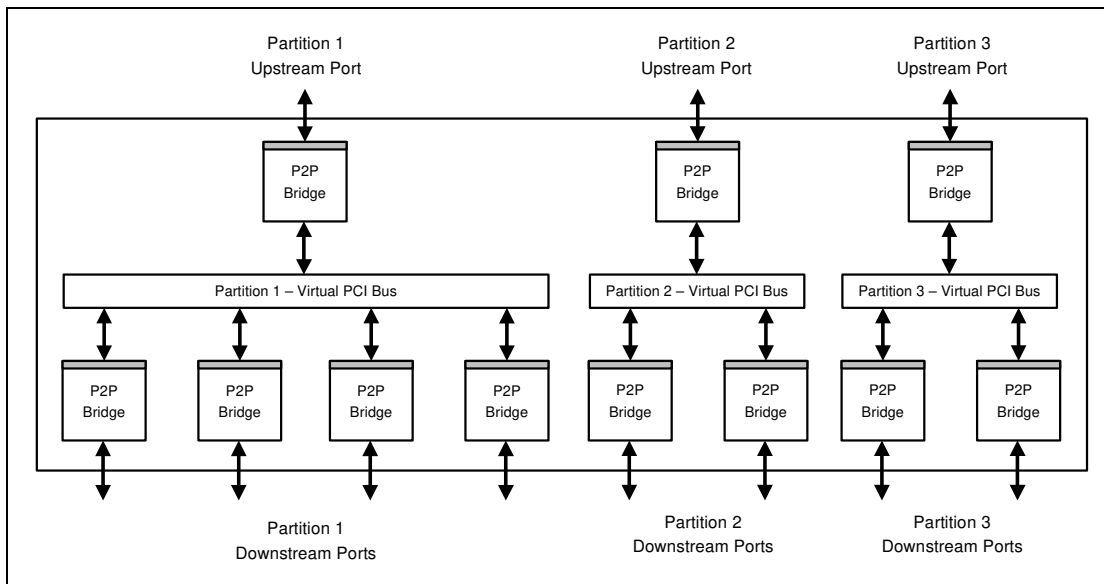 Partition 1
Upstream Port
Partition 2
Upstream Port
Partition 3
Upstream Port
P2P
Bridge
P2P
Bridge
P2P
Bridge
Partition 1 – Virtual PCI Bus
Partition 2 – Virtual PCI Bus
Partition 3 – Virtual PCI Bus
P2P
Bridge
P2P
Bridge
P2P
Bridge
P2P
Bridge
P2P
Bridge
P2P
Bridge
P2P
Bridge
P2P
Bridge
Partition 1
Downstream Ports
Partition 2
Downstream Ports
Partition 3
Downstream Ports